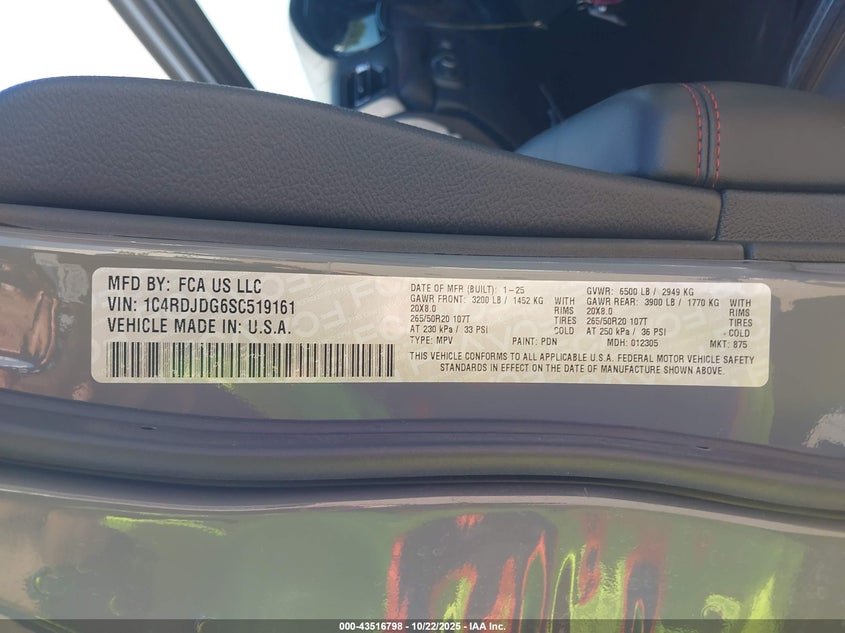 MFD BY: FCA US LLC
VIN: 1C4RDJDG6SC519161
VEHICLE MADE IN: U.S.A.
DATE OF MFR (BUILT): 1-25
GAWR FRONT: 3200 LB / 1452 KG WITH
20X8.0 RIMS
265/50R20 107T TIRES
AT 230 kPa / 33 PSI COLD
TYPE: MPV PAINT: PDN
GVWR: 6500 LB / 2949 KG
GAWR REAR: 3900 LB / 1770 KG WITH
20X8.0 RIMS
265/50R20 107T TIRES
AT 250 kPa / 36 PSI COLD
MDH: 012305 MKT: 875
THIS VEHICLE CONFORMS TO ALL APPLICABLE U.S.A. FEDERAL MOTOR VEHICLE SAFETY
STANDARDS IN EFFECT ON THE DATE OF MANUFACTURE SHOWN ABOVE.
000-43516798 - 10/22/2025 - IAA Inc.